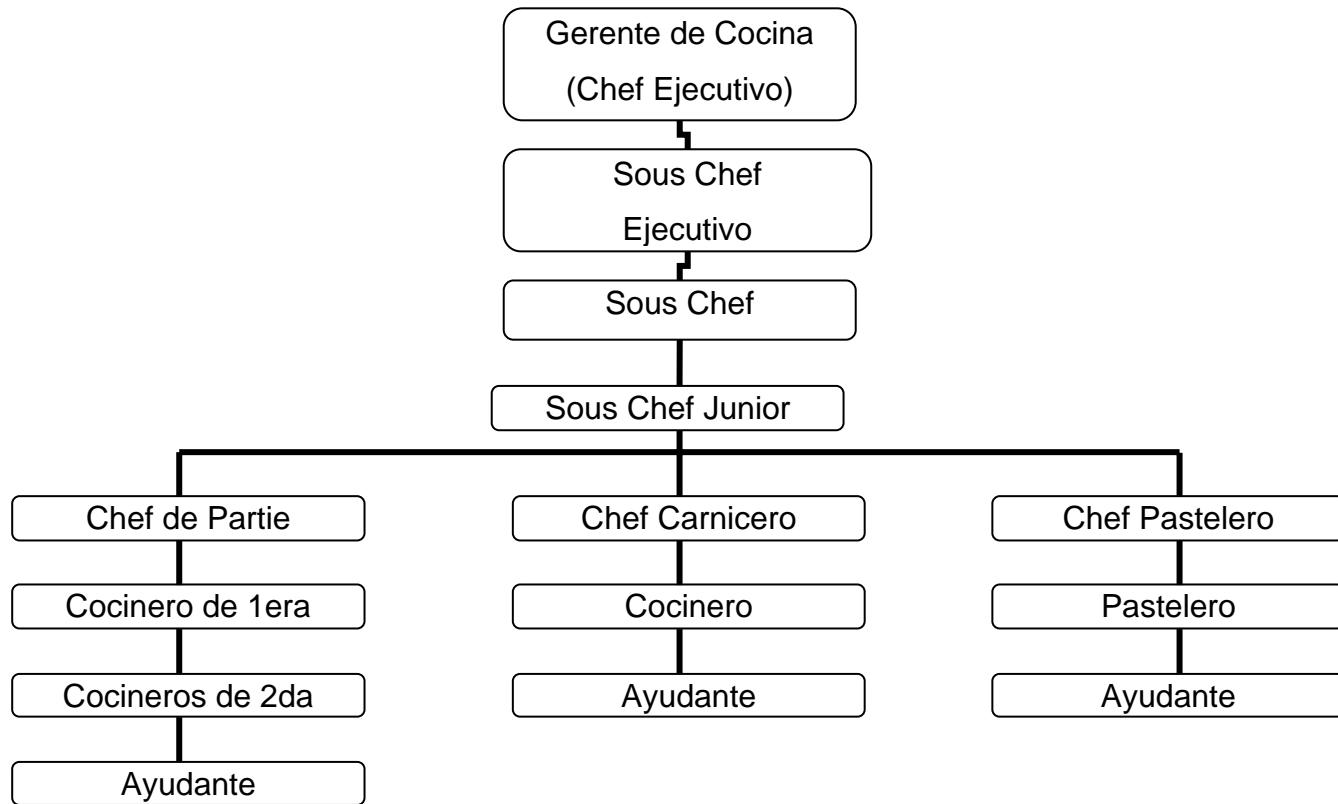 Gerente de Cocina
(Chef Ejecutivo)
Sous Chef
Ejecutivo
Sous Chef
Sous Chef Junior
Chef de Partie
Chef Carnicero
Chef Pastelero
Cocinero de 1era
Cocinero
Pastelero
Cocineros de 2da
Ayudante
Ayudante
Ayudante